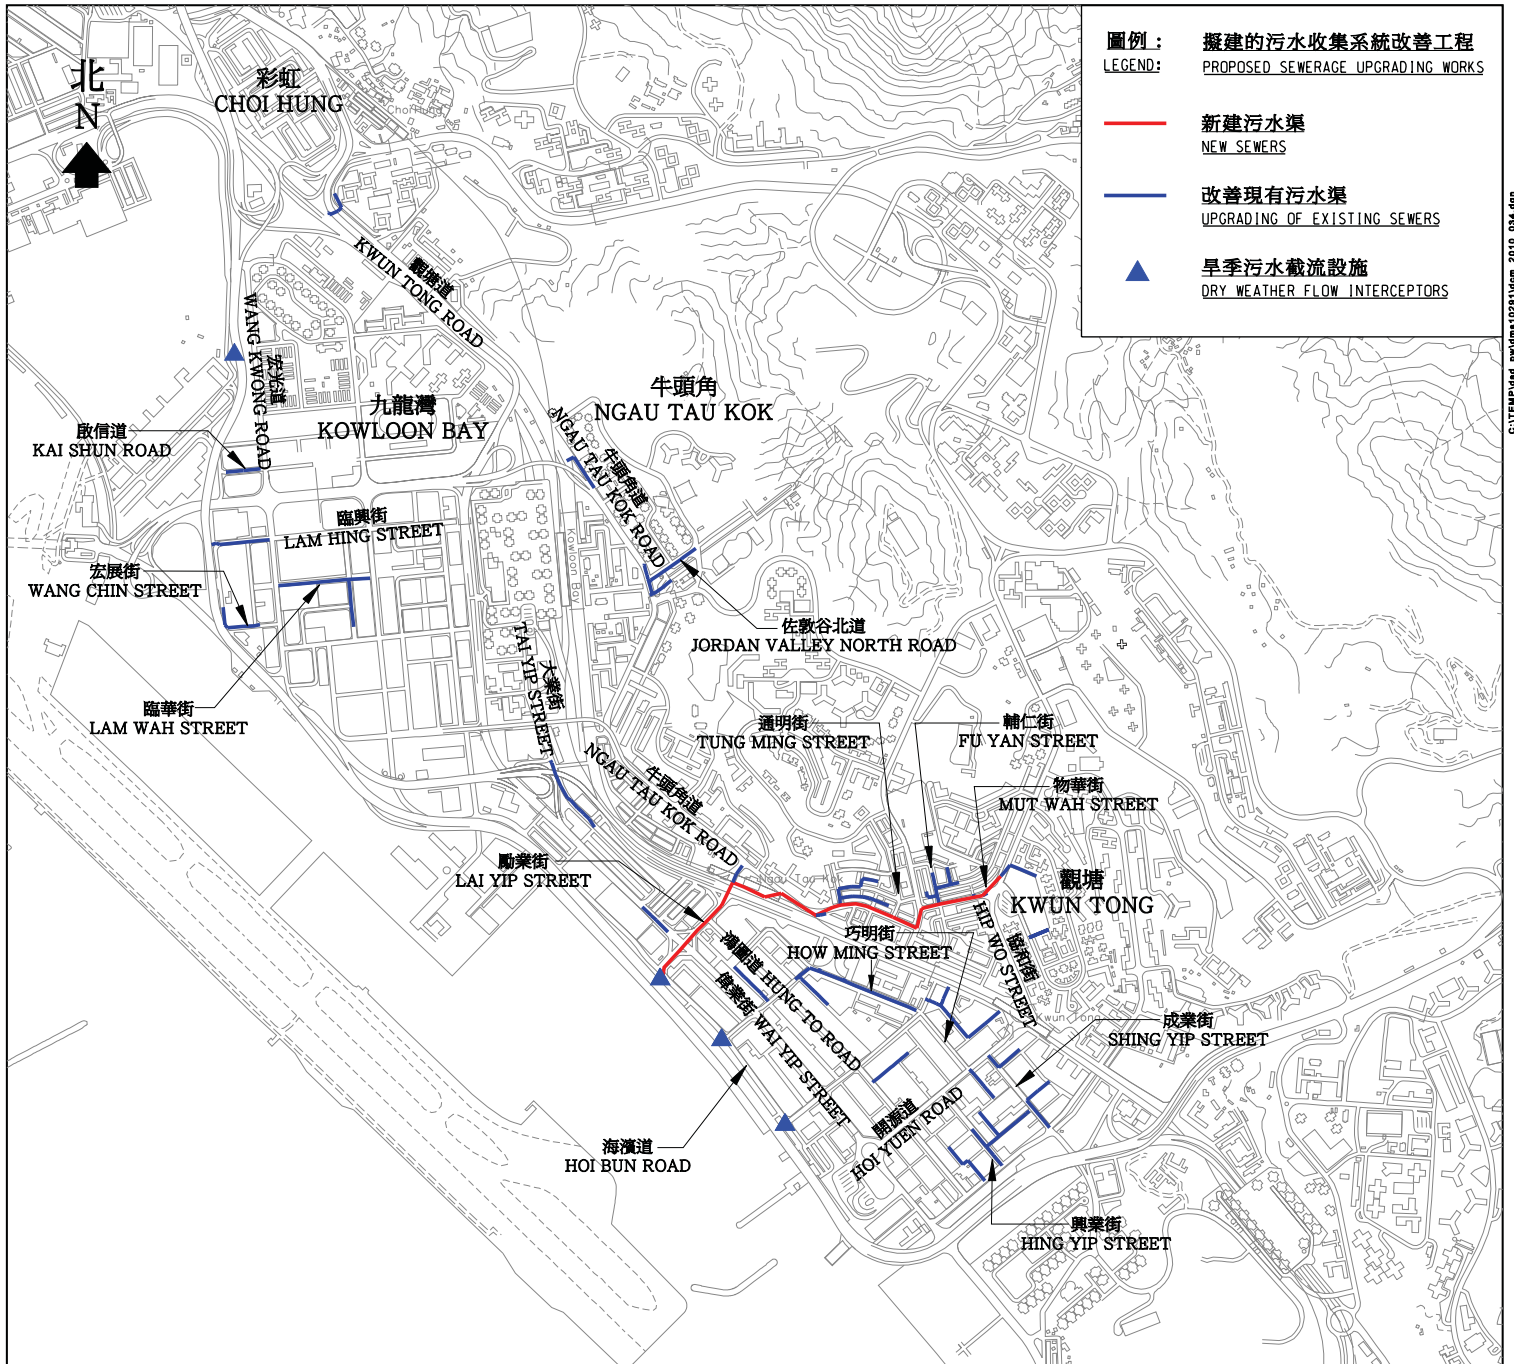 圖例 :
擬建的污水收集系統改善工程
LEGEND:
PROPOSED SEWERAGE UPGRADING WORKS
新建污水渠
NEW SEWERS
改善現有污水渠
UPGRADING OF EXISTING SEWERS
旱季污水截流設施
DRY WEATHER FLOW INTERCEPTORS
北
N
彩虹
CHOI HUNG
Choi Hung
觀塘道
KWUN TONG ROAD
宏光道
WANG KWONG ROAD
牛頭角
NGAU TAU KOK
九龍灣
KOWLOON BAY
啟信道
KAI SHUN ROAD
牛頭角道
NGAU TAU KOK ROAD
臨興街
LAM HING STREET
Kowloon Bay
宏展街
WANG CHIN STREET
佐敦谷北道
JORDAN VALLEY NORTH ROAD
大業街
TAI YIP STREET
臨華街
LAM WAH STREET
通明街
TUNG MING STREET
輔仁街
FU YAN STREET
牛頭角道
NGAU TAU KOK ROAD
物華街
MUT WAH STREET
勵業街
LAI YIP STREET
Ngau Tau Kok
觀塘
KWUN TONG
巧明街
HOW MING STREET
協和街
HIP WO STREET
鴻圖道 HUNG TO ROAD
偉業街 WAI YIP STREET
Kwun Tong
成業街
SHING YIP STREET
開源道
HOI YUEN ROAD
海濱道
HOI BUN ROAD
興業街
HING YIP STREET